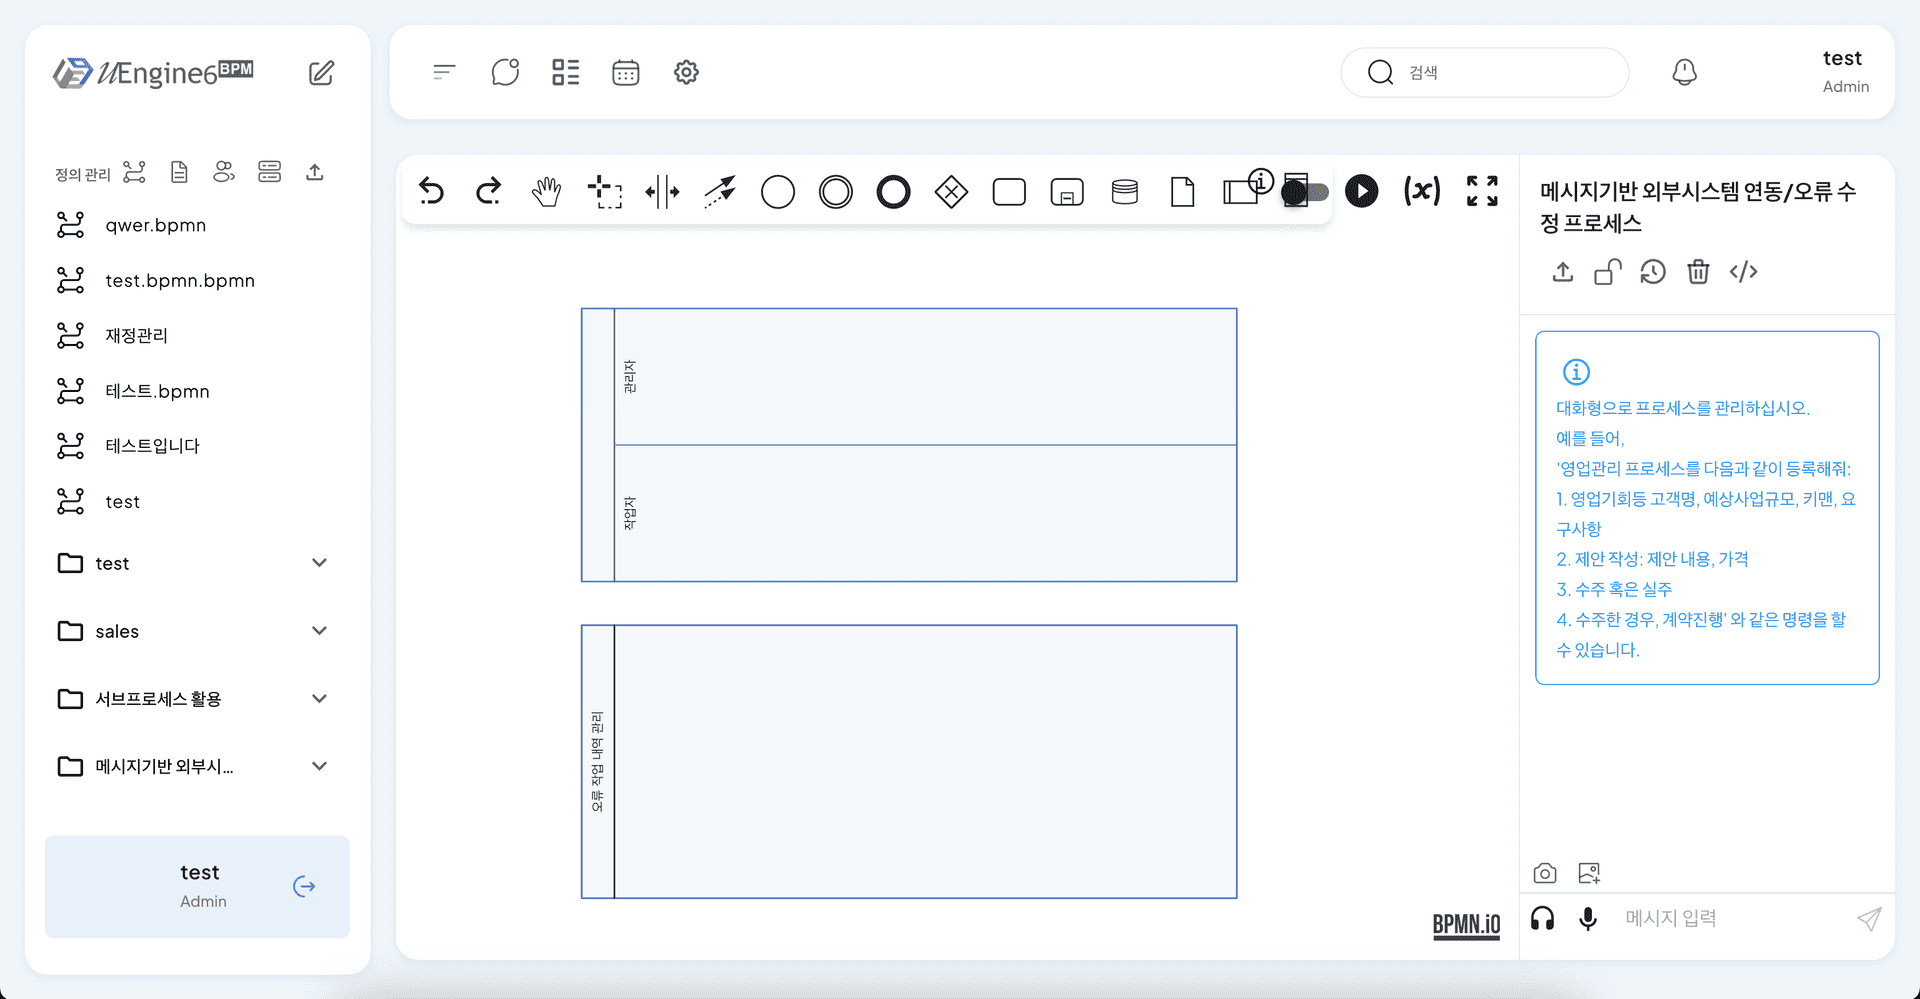 uEngine6BPM
정의 관리
qwer.bpmn
test.bpmn.bpmn
재정관리
테스트.bpmn
테스트입니다
test
test
sales
서브프로세스 활용
메시지기반 외부시...
test
Admin
검색
test
Admin
관리자
작업자
오류 작업 내역 관리
BPMN.iO
메시지기반 외부시스템 연동/오류 수
정 프로세스
대화형으로 프로세스를 관리하십시오.
예를 들어,
'영업관리 프로세스를 다음과 같이 등록해줘:
1. 영업기회등 고객명, 예상사업규모, 키맨, 요
구사항
2. 제안 작성: 제안 내용, 가격
3. 수주 혹은 실주
4. 수주한 경우, 계약진행' 와 같은 명령을 할
수 있습니다.
메시지 입력